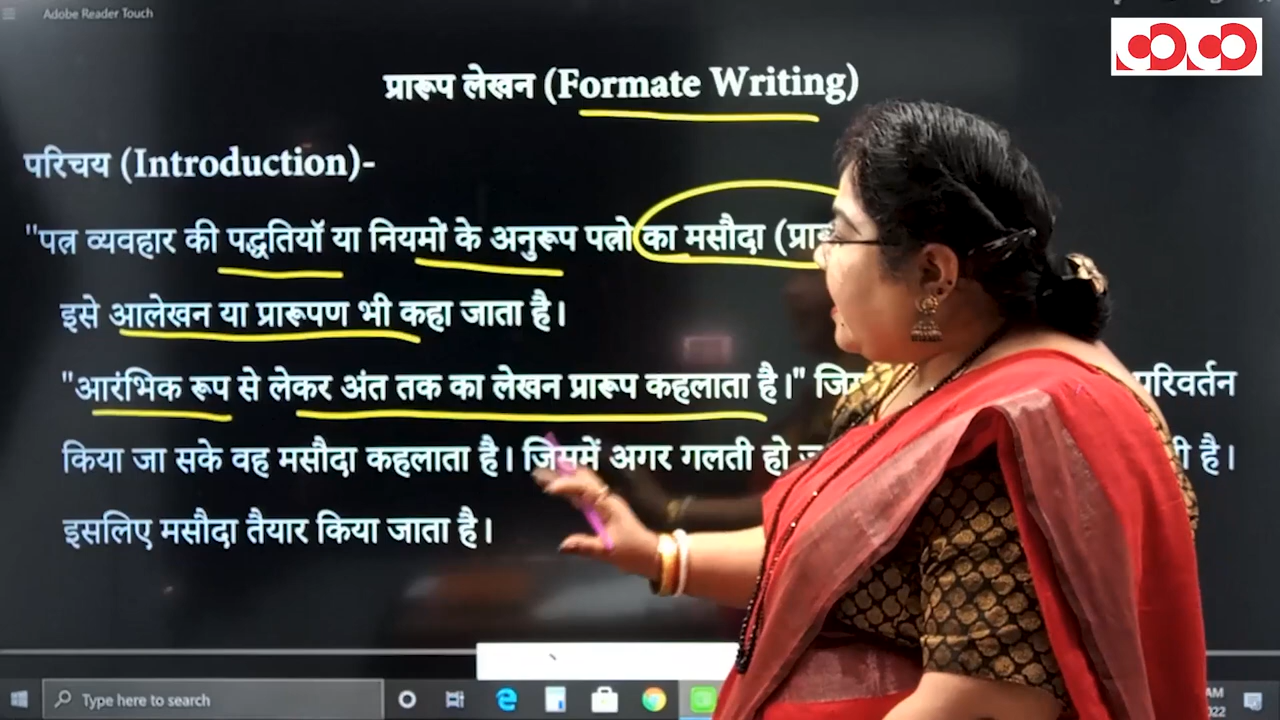 Adobe Reader Touch
प्रारूप लेखन (Formate Writing)
परिचय (Introduction)-
"पत्र व्यवहार की पद्धतियाॅ या नियमों के अनुरूप पत्रो का मसौदा
इसे आलेखन या प्रारूपण भी कहा जाता है।
"आरंभिक रूप से लेकर अंत तक का लेखन प्रारूप कहलाता है।" परिवर्तन
किया जा सके वह मसौदा कहलाता है। जिसमें अगर गलती हो है।
इसलिए मसौदा तैयार किया जाता है।
Type here to search
AM